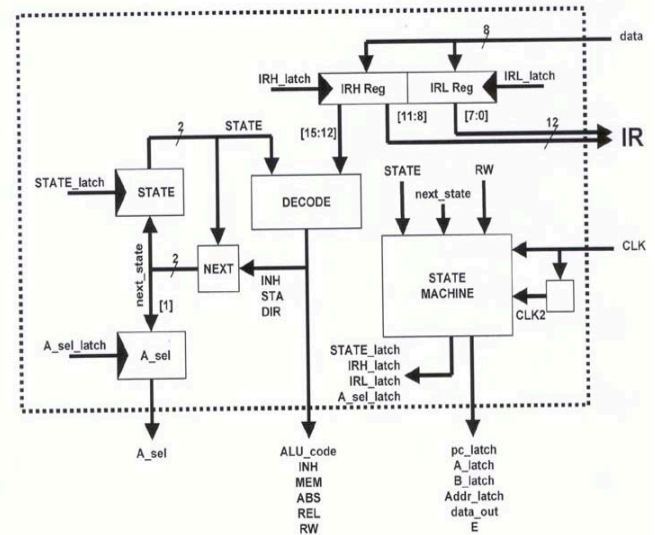 8
data
IRH_latch
IRH Reg
IRL Reg
IRL_latch
[15:12]
[11:8]
[7:0]
12
IR
2
STATE
STATE_latch
STATE
DECODE
STATE
next_state
RW
next_state
2
NEXT
INH
STA
DIR
STATE
MACHINE
CLK
CLK2
[1]
A_sel_latch
A_sel
STATE_latch
IRH_latch
IRL_latch
A_sel_latch
A_sel
ALU_code
INH
MEM
ABS
REL
RW
pc_latch
A_latch
B_latch
Addr_latch
data_out
E